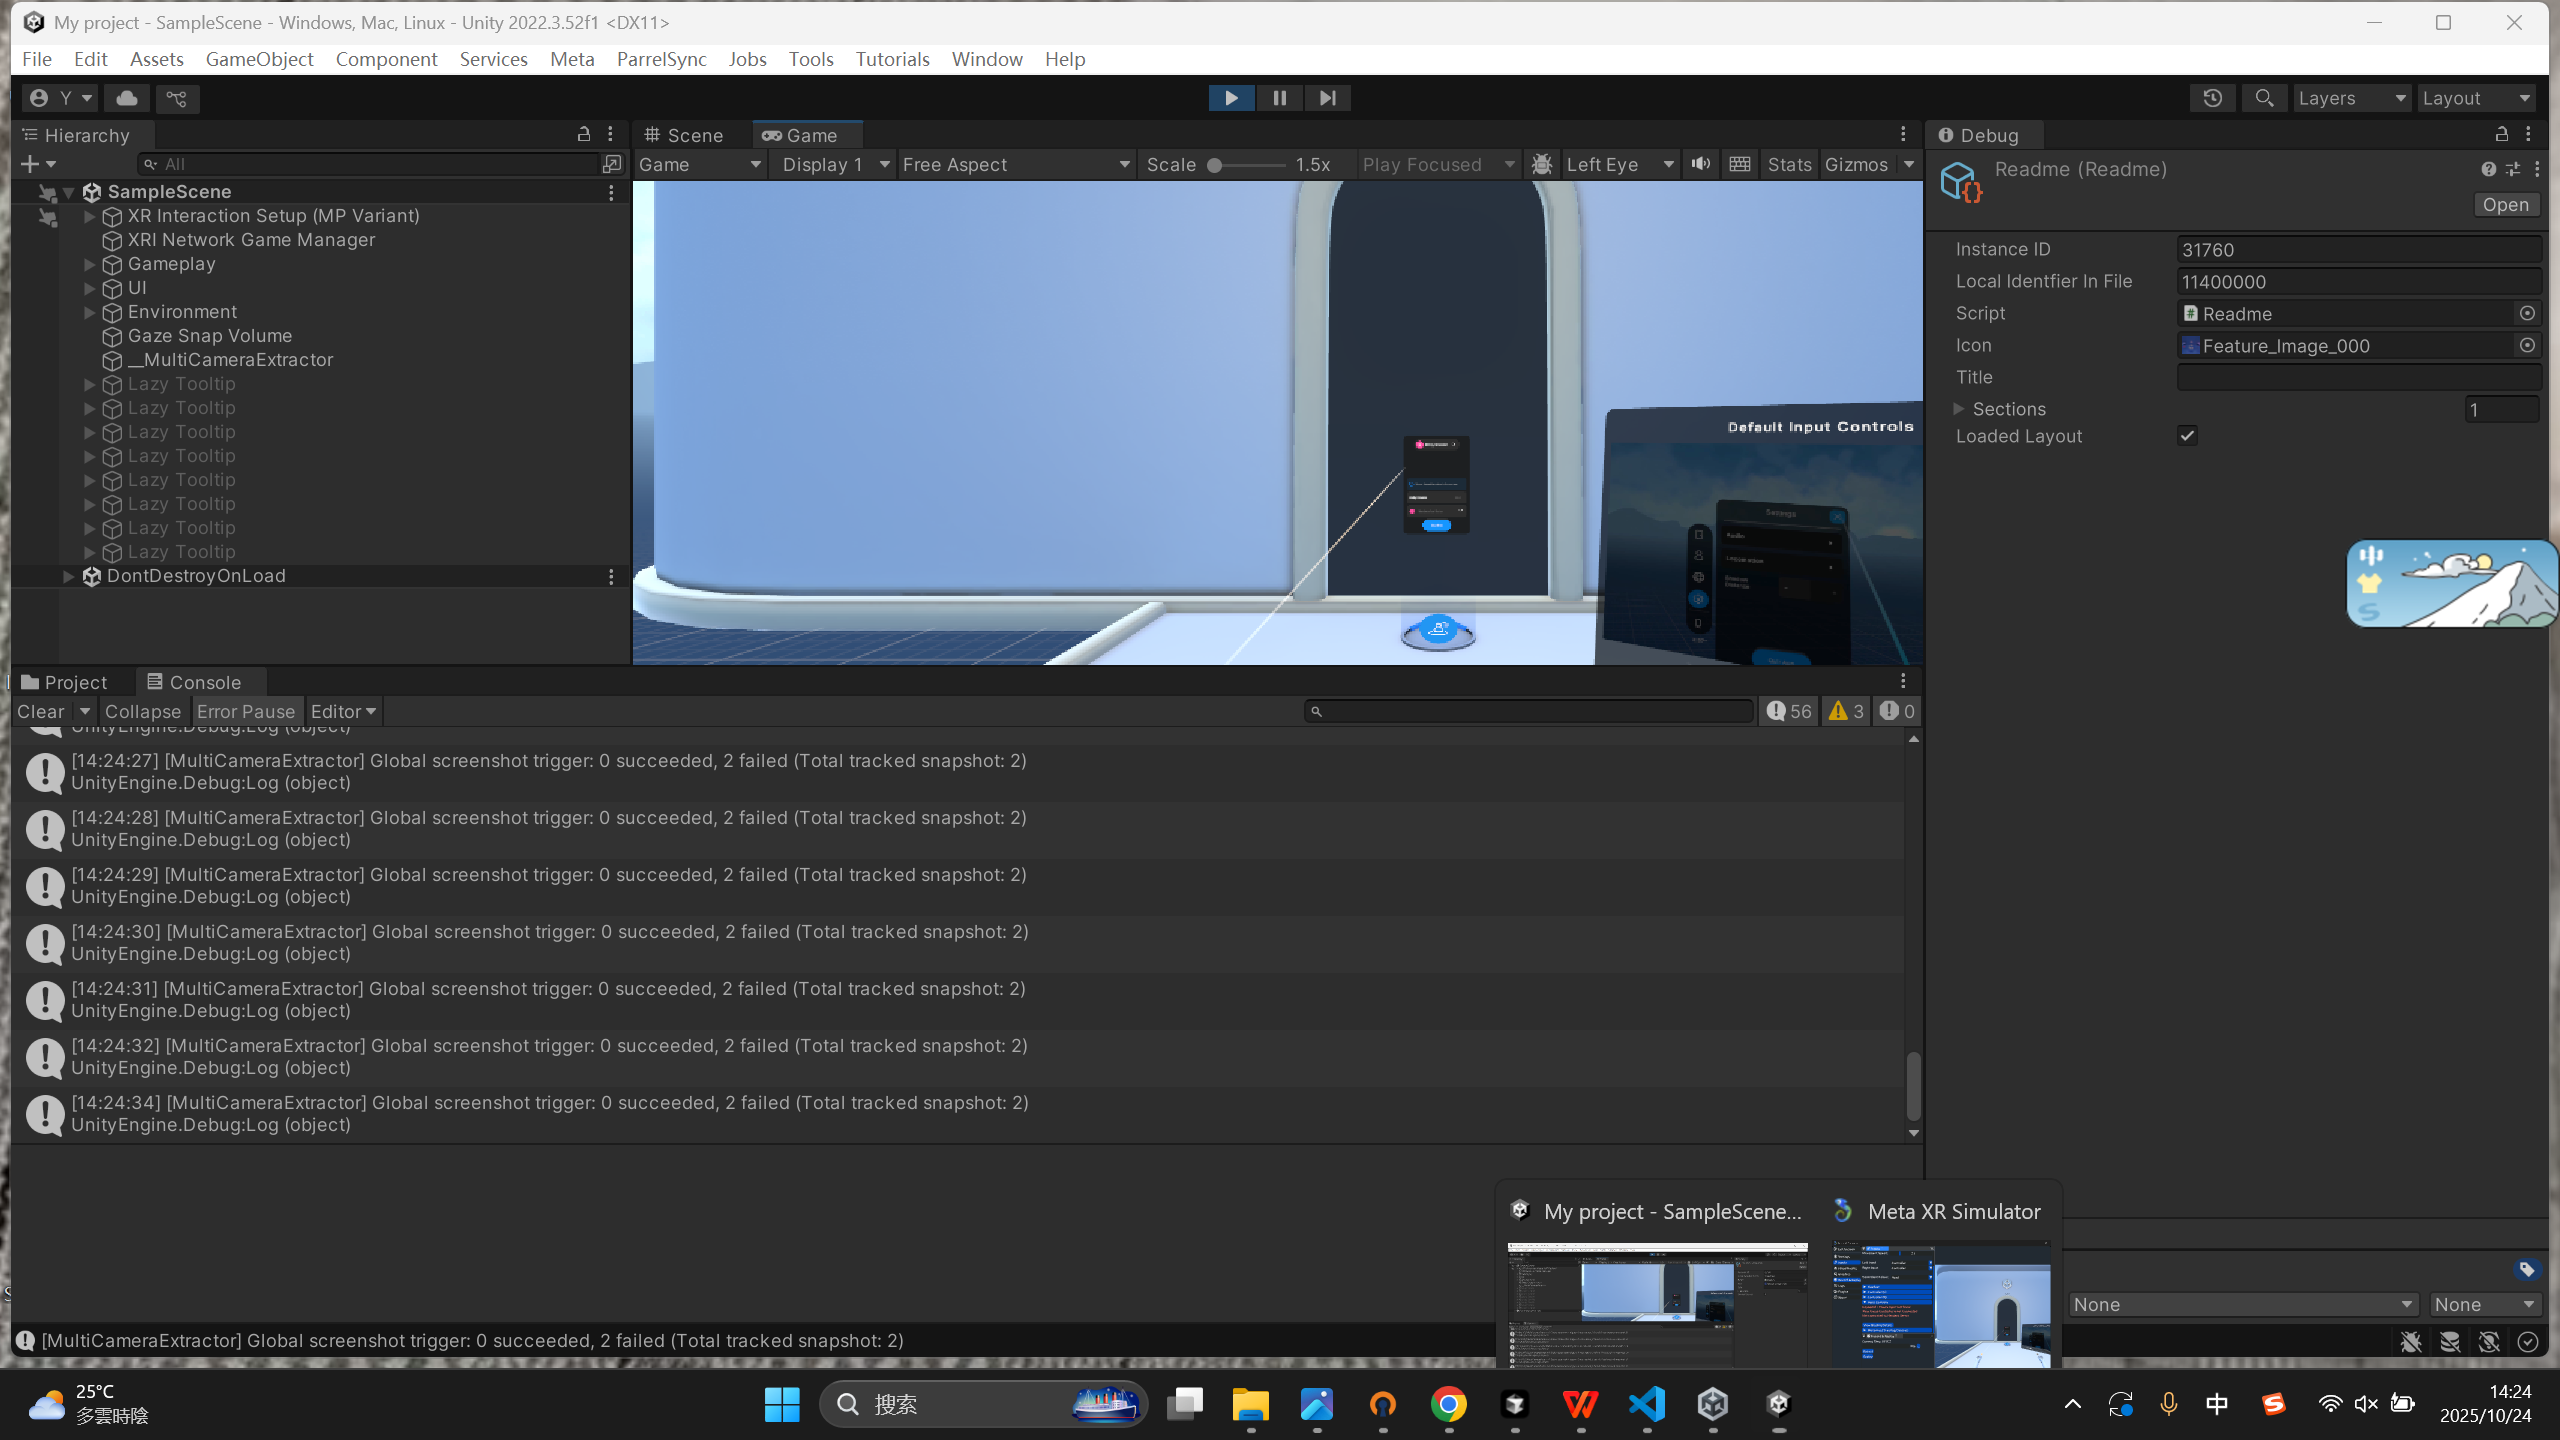 My project - SampleScene - Windows, Mac, Linux - Unity 2022.3.52f1 <DX11>
File Edit Assets GameObject Component Services Meta ParrelSync Jobs Tools Tutorials Window Help
Y Layers Layout
Hierarchy
All
SampleScene
XR Interaction Setup (MP Variant)
XRI Network Game Manager
Gameplay
UI
Environment
Gaze Snap Volume
__MultiCameraExtractor
Lazy Tooltip
Lazy Tooltip
Lazy Tooltip
Lazy Tooltip
Lazy Tooltip
Lazy Tooltip
Lazy Tooltip
Lazy Tooltip
DontDestroyOnLoad
Scene Game
Game Display 1 Free Aspect Scale 1.5x Play Focused Left Eye Stats Gizmos
Default Input Controls
Settings
Debug
Readme (Readme)
Open
Instance ID 31760
Local Identfier In File 11400000
Script Readme
Icon Feature_Image_000
Title
Sections 1
Loaded Layout
Project Console
Clear Collapse Error Pause Editor 56 3 0
UnityEngine.Debug:Log (object)
[14:24:27] [MultiCameraExtractor] Global screenshot trigger: 0 succeeded, 2 failed (Total tracked snapshot: 2)
UnityEngine.Debug:Log (object)
[14:24:28] [MultiCameraExtractor] Global screenshot trigger: 0 succeeded, 2 failed (Total tracked snapshot: 2)
UnityEngine.Debug:Log (object)
[14:24:29] [MultiCameraExtractor] Global screenshot trigger: 0 succeeded, 2 failed (Total tracked snapshot: 2)
UnityEngine.Debug:Log (object)
[14:24:30] [MultiCameraExtractor] Global screenshot trigger: 0 succeeded, 2 failed (Total tracked snapshot: 2)
UnityEngine.Debug:Log (object)
[14:24:31] [MultiCameraExtractor] Global screenshot trigger: 0 succeeded, 2 failed (Total tracked snapshot: 2)
UnityEngine.Debug:Log (object)
[14:24:32] [MultiCameraExtractor] Global screenshot trigger: 0 succeeded, 2 failed (Total tracked snapshot: 2)
UnityEngine.Debug:Log (object)
[14:24:34] [MultiCameraExtractor] Global screenshot trigger: 0 succeeded, 2 failed (Total tracked snapshot: 2)
UnityEngine.Debug:Log (object)
My project - SampleScene... Meta XR Simulator
None None
[MultiCameraExtractor] Global screenshot trigger: 0 succeeded, 2 failed (Total tracked snapshot: 2)
25°C
多雲時陰
搜索
中
14:24
2025/10/24